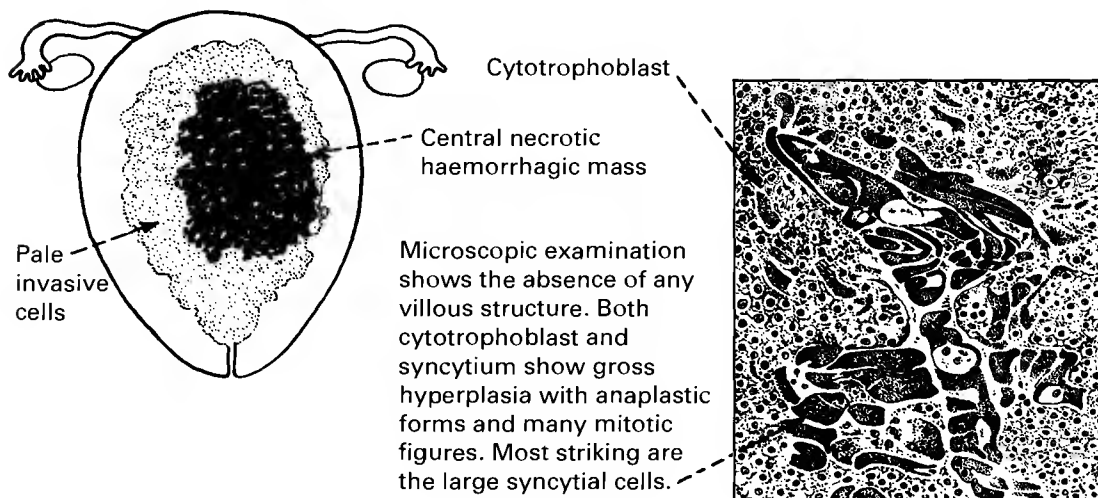 Cytotrophoblast
Central necrotic
haemorrhagic mass
Pale
invasive
cells
Microscopic examination
shows the absence of any
villous structure. Both
cytotrophoblast and
syncytium show gross
hyperplasia with anaplastic
forms and many mitotic
figures. Most striking are
the large syncytial cells.